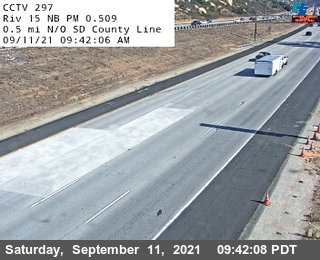 CCTV 297
Riv 15 NB PM 0.509
0.5 mi N/O SD County Line
09/11/21 09:42:06 AM
Saturday, September 11, 2021 09:42:08 PDT